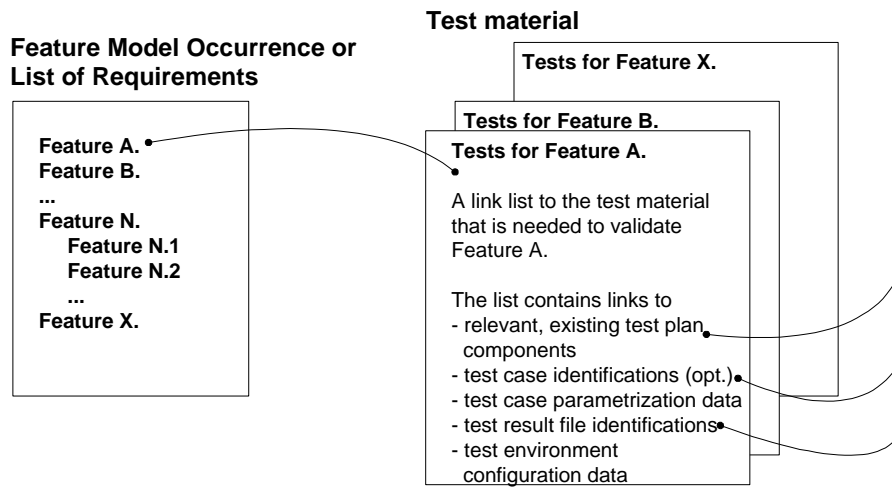 Test material
Feature Model Occurrence or
List of Requirements
Feature A.
Feature B.
...
Feature N.
Feature N.1
Feature N.2
...
Feature X.
Tests for Feature X.
Tests for Feature B.
Tests for Feature A.
A link list to the test material
that is needed to validate
Feature A.
The list contains links to
- relevant, existing test plan
components
- test case identifications (opt.)
- test case parametrization data
- test result file identifications
- test environment
configuration data